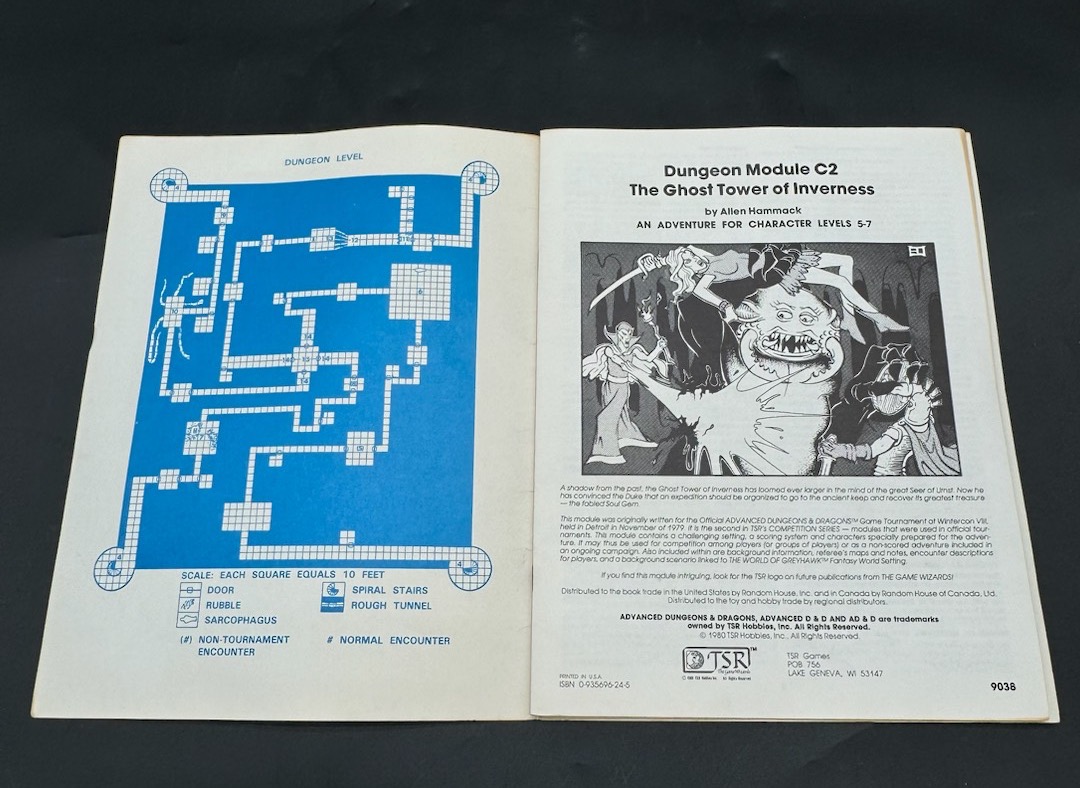 DUNGEON LEVEL
4
SCALE: EACH SQUARE EQUALS 10 FEET
DOOR
SPIRAL STAIRS
RUBBLE
ROUGH TUNNEL
SARCOPHAGUS
(#) NON-TOURNAMENT
ENCOUNTER
# NORMAL ENCOUNTER
Dungeon Module C2
The Ghost Tower of Inverness
by Allen Hammack
AN ADVENTURE FOR CHARACTER LEVELS 5-7
A shadow from the past, the Ghost Tower of Inverness has loomed ever larger in the mind of the great Seer of Urnst. Now he
has convinced the Duke that an expedition should be organized to go to the ancient keep and recover its greatest treasure
— the fabled Soul Gem.
This module was originally written for the Official ADVANCED DUNGEONS & DRAGONS™ Game Tournament at Wintercon VIII,
held in Detroit in November of 1979. It is the second in TSR's COMPETITION SERIES — modules that were used in official tour-
naments. This module contains a challenging setting, a scoring system and characters specially prepared for the adven-
ture. It may thus be used for competition among players (or groups of players) or as a non-scored adventure included in
an ongoing campaign. Also included within are background information, referee's maps and notes, encounter descriptions
for players, and a background scenario linked to THE WORLD OF GREYHAWK™ Fantasy World Setting.
If you find this module intriguing, look for the TSR logo on future publications from THE GAME WIZARDS!
Distributed to the book trade in the United States by Random House, Inc. and in Canada by Random House of Canada, Ltd.
Distributed to the toy and hobby trade by regional distributors.
ADVANCED DUNGEONS & DRAGONS, ADVANCED D & D AND AD & D are trademarks
owned by TSR Hobbies, Inc. All Rights Reserved.
© 1980 TSR Hobbies, Inc., All Rights Reserved.
TSR™
The Game Wizards
© 1980 TSR Hobbies Inc. All Rights Reserved
TSR Games
POB 756
LAKE GENEVA, WI 53147
PRINTED IN U.S.A.
ISBN 0-935696-24-5
9038